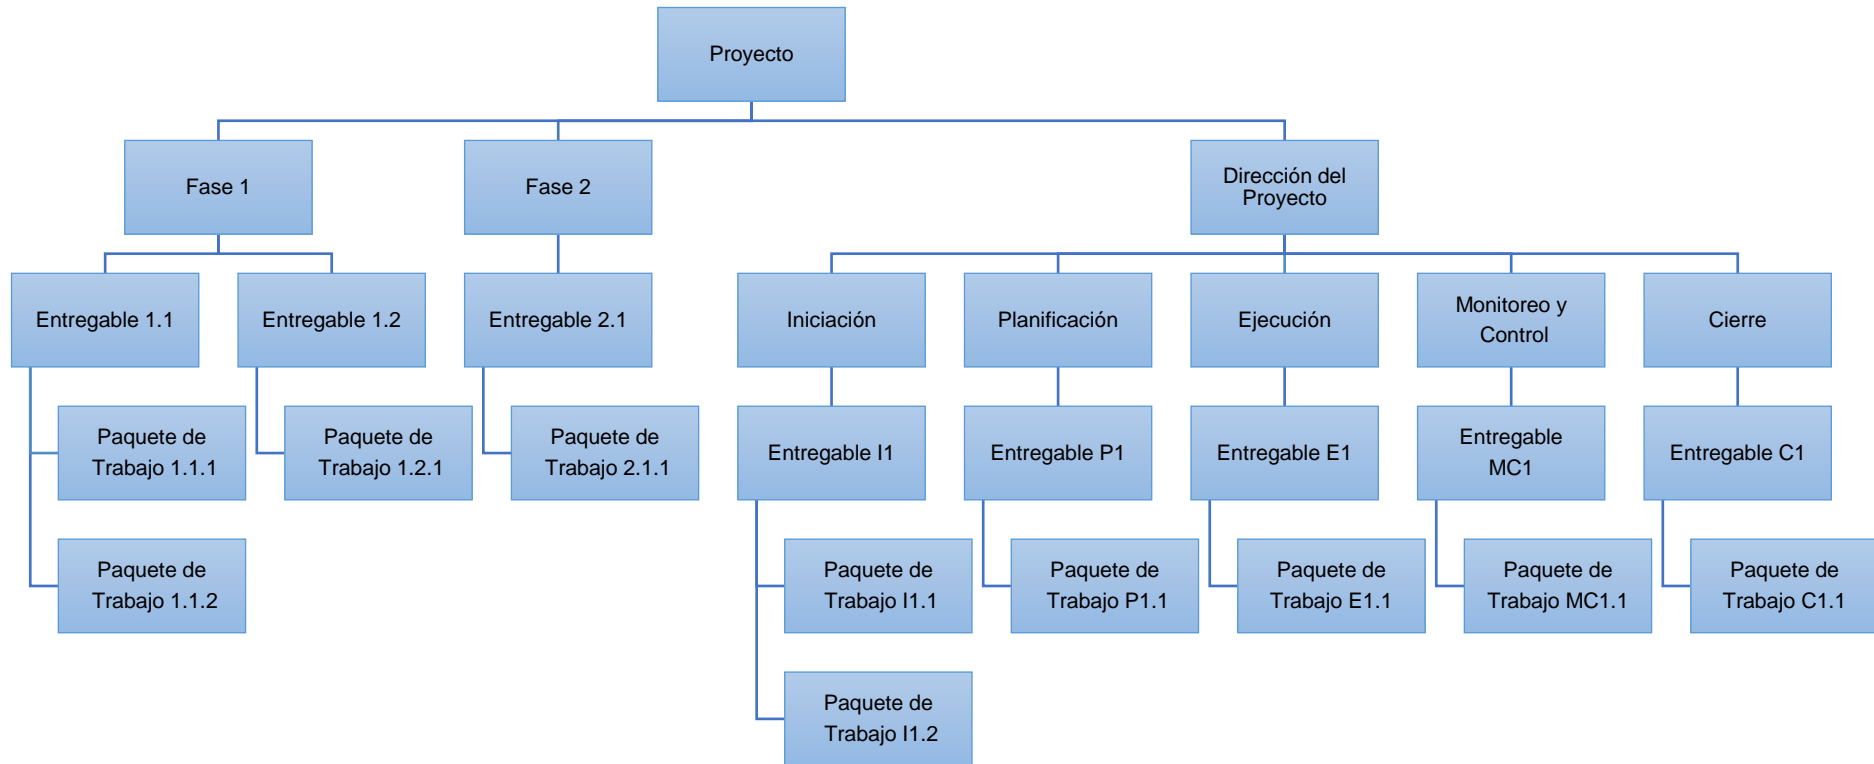 Proyecto
Fase 1
Fase 2
Dirección del
Proyecto
Entregable 1.1
Entregable 1.2
Entregable 2.1
Iniciación
Planificación
Ejecución
Monitoreo y
Control
Cierre
Paquete de
Trabajo 1.1.1
Paquete de
Trabajo 1.2.1
Paquete de
Trabajo 2.1.1
Entregable I1
Entregable P1
Entregable E1
Entregable
MC1
Entregable C1
Paquete de
Trabajo 1.1.2
Paquete de
Trabajo I1.1
Paquete de
Trabajo P1.1
Paquete de
Trabajo E1.1
Paquete de
Trabajo MC1.1
Paquete de
Trabajo C1.1
Paquete de
Trabajo I1.2